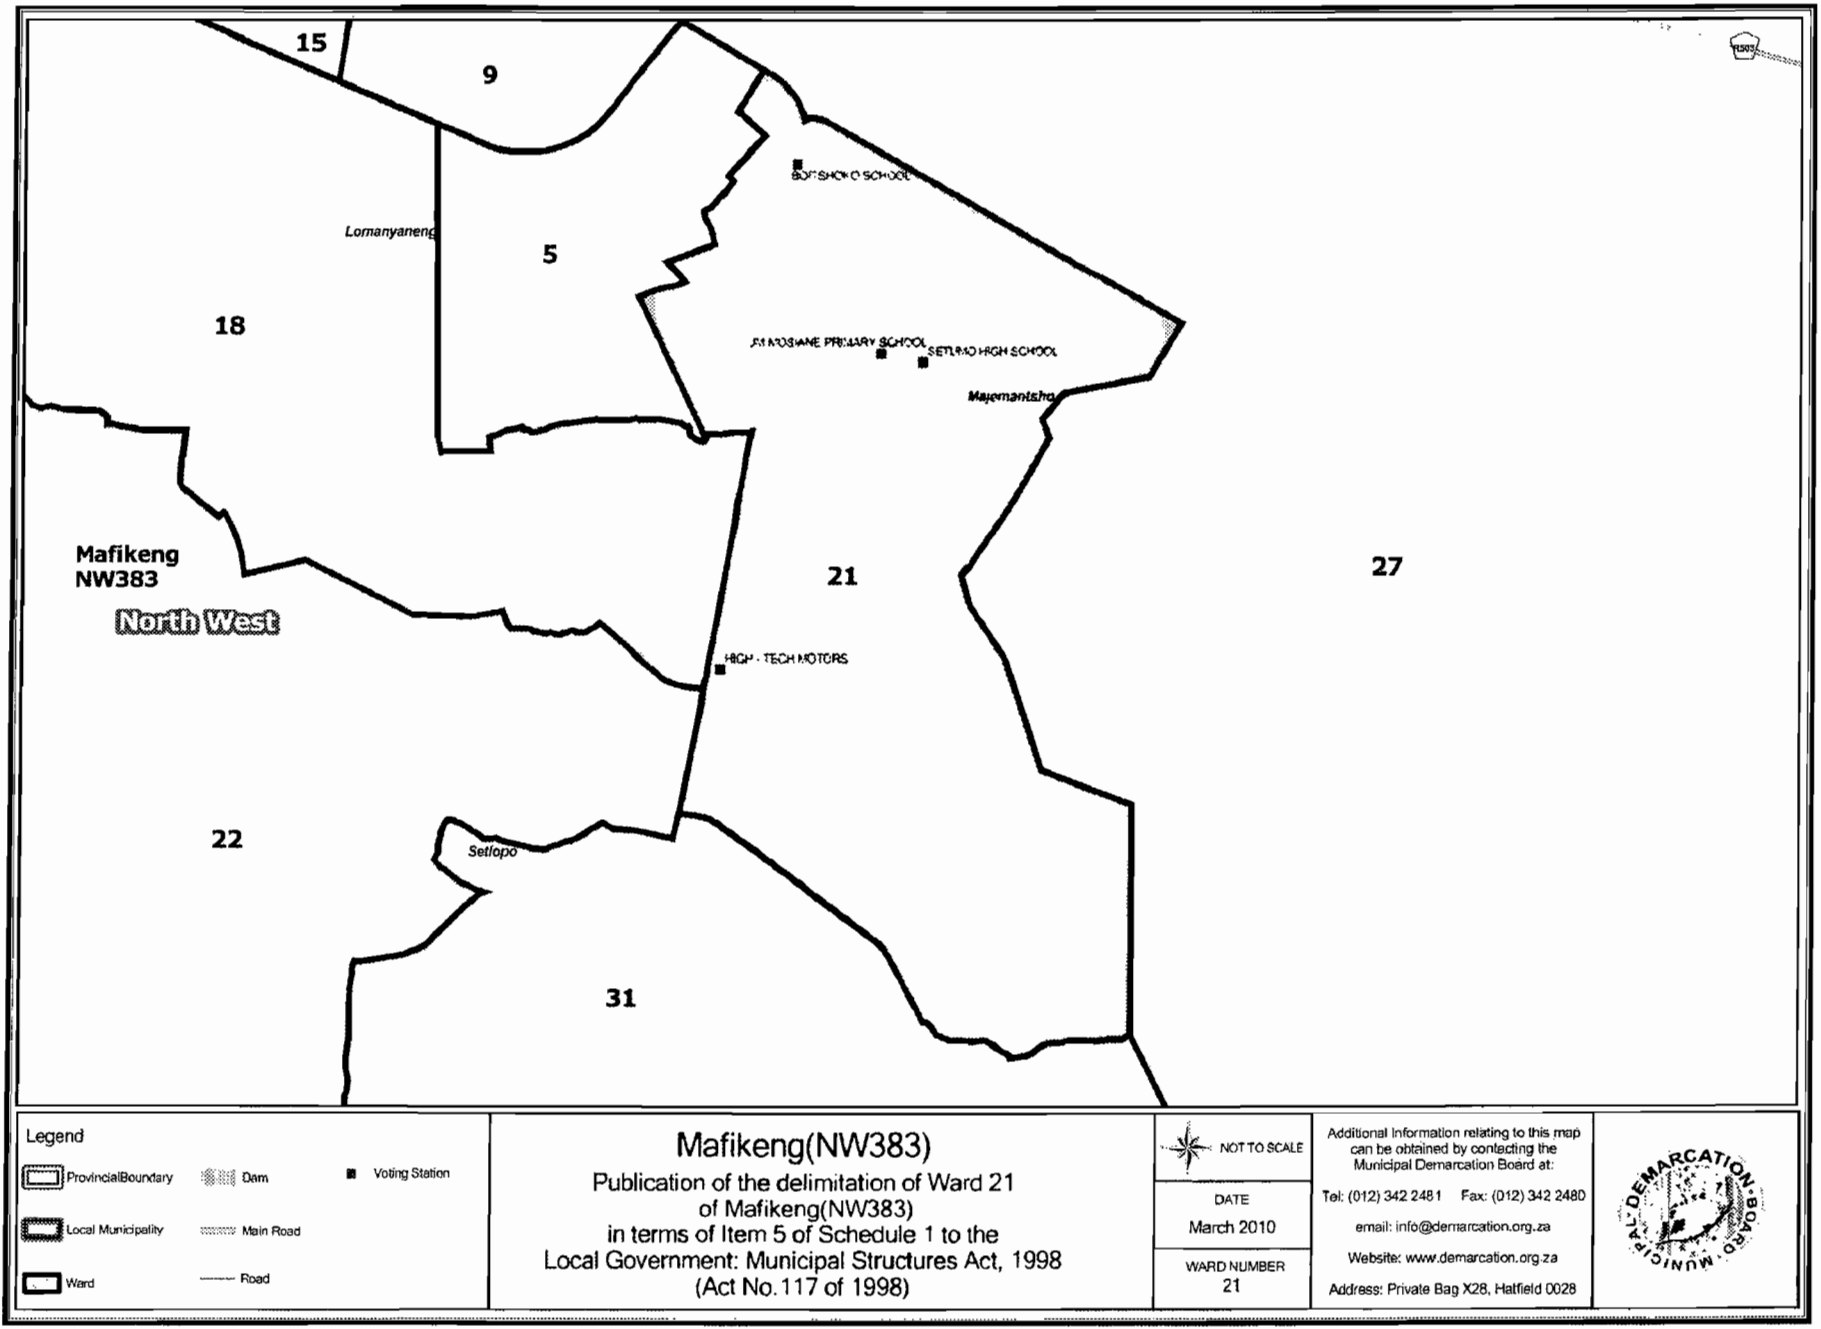 15
9
R503
SCHOOL
Lomanyaneng
5
18
PRIMARY SCHOOL
HIGH SCHOOL
Majemantsho
Mafikeng
NW383
North West
21
27
HIGH - TECH MOTORS
22
Setlopo
31
Legend
ProvincialBoundary
Dam
Voting Station
Local Municipality
Main Road
Ward
Road
Mafikeng(NW383)
Publication of the delimitation of Ward 21
of Mafikeng(NW383)
in terms of Item 5 of Schedule 1 to the
Local Government: Municipal Structures Act, 1998
(Act No.117 of 1998)
NOT TO SCALE
DATE
March 2010
WARD NUMBER
21
Additional Information relating to this map
can be obtained by contacting the
Municipal Demarcation Board at:
Tel: (012) 342 2481 Fax: (012) 342 2480
email: info@demarcation.org.za
Website: www.demarcation.org.za
Address: Private Bag X28, Hatfield 0028
MUNICIPAL DEMARCATION BOARD